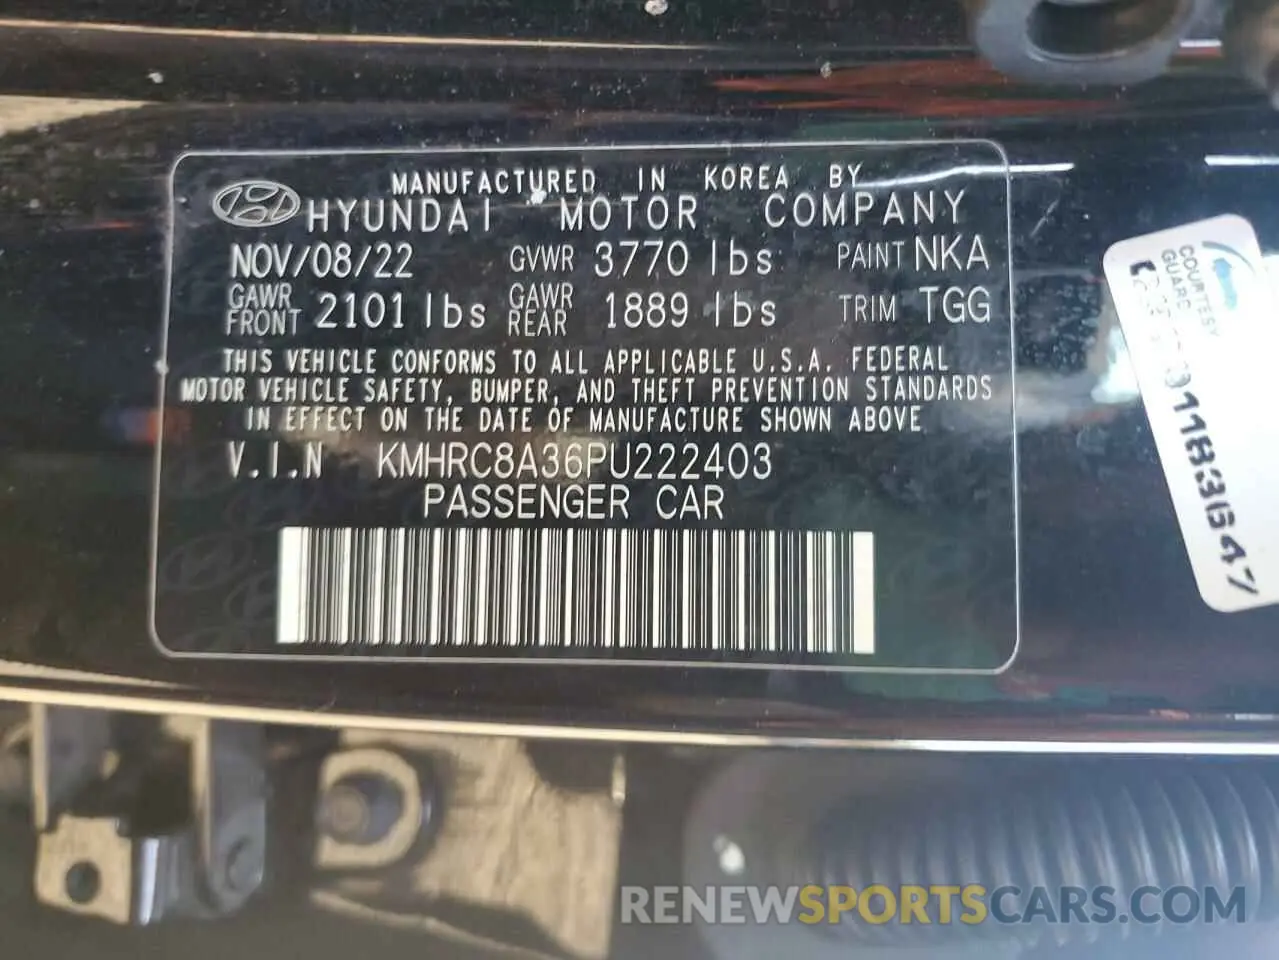 MANUFACTURED IN KOREA BY
HYUNDAI MOTOR COMPANY
NOV/08/22 GVWR 3770 lbs PAINT NKA
GAWR FRONT 2101 lbs GAWR REAR 1889 lbs TRIM TGG
THIS VEHICLE CONFORMS TO ALL APPLICABLE U.S.A. FEDERAL
MOTOR VEHICLE SAFETY, BUMPER, AND THEFT PREVENTION STANDARDS
IN EFFECT ON THE DATE OF MANUFACTURE SHOWN ABOVE
V.I.N KMHRC8A36PU222403
PASSENGER CAR
COURTESY
GUARD
01183647
RENEWSPORTSCARS.COM